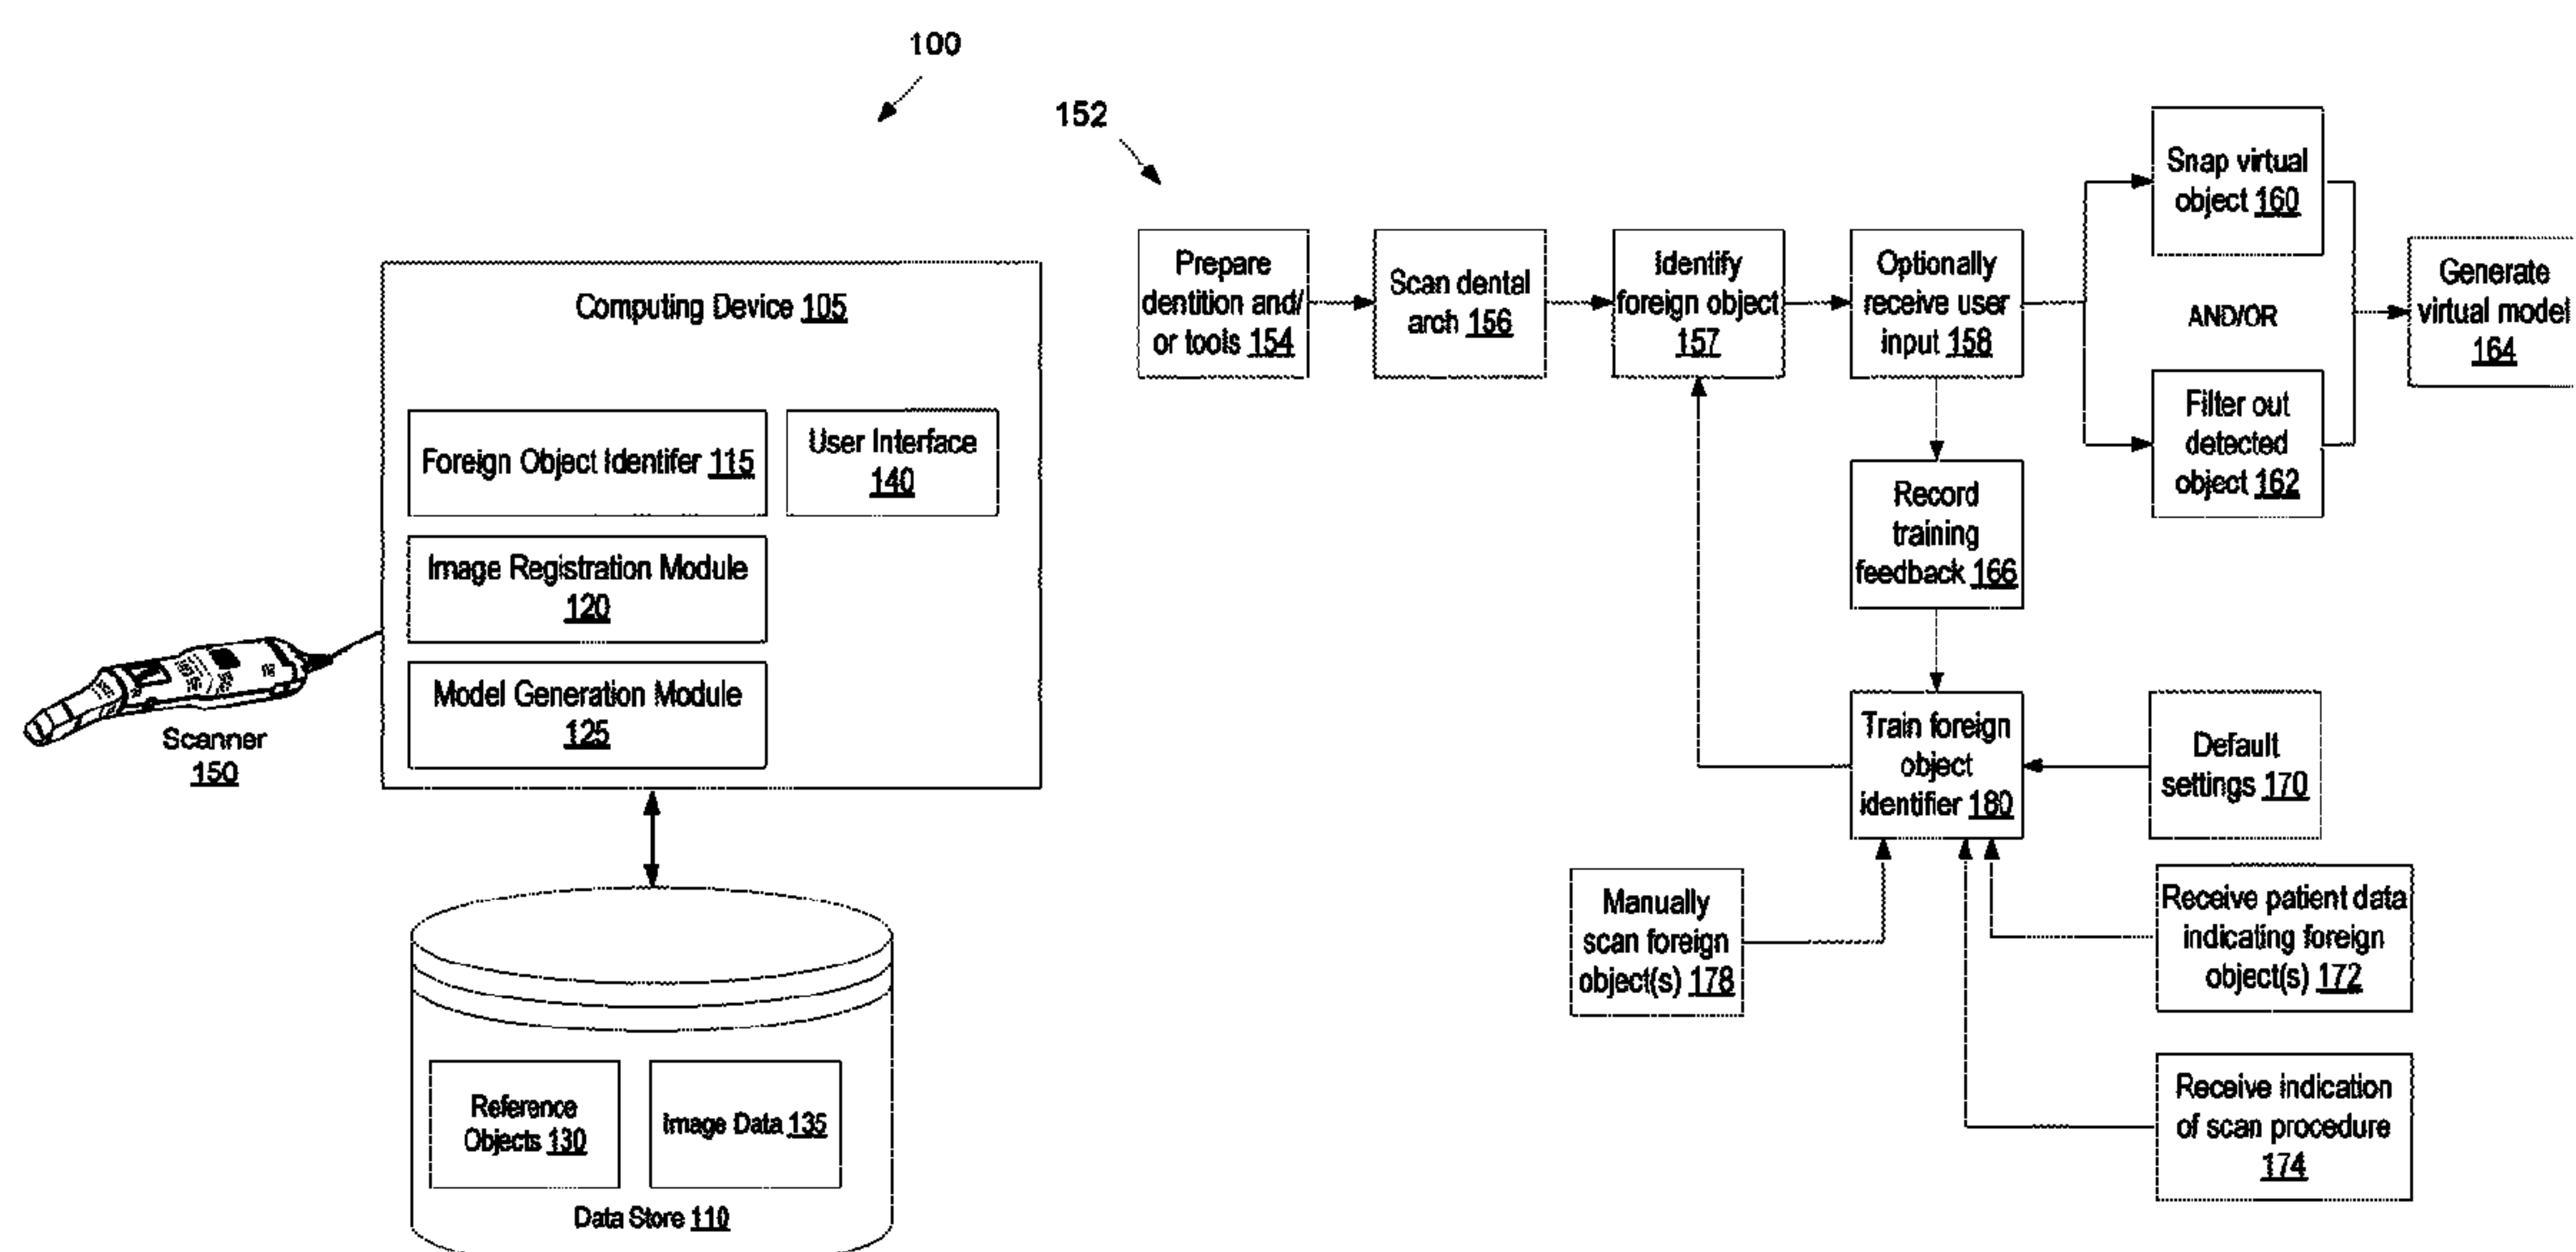 100
152
Computing Device 105
Foreign Object Identifer 115
User Interface
140
Image Registration Module
120
Model Generation Module
125
Scanner
150
Reference
Objects 130
Image Data 135
Data Store 110
Prepare
dentition and/
or tools 154
Scan dental
arch 156
Identify
foreign object
157
Optionally
receive user
input 158
Snap virtual
object 160
AND/OR
Filter out
detected
object 162
Generate
virtual model
164
Record
training
feedback 166
Train foreign
object
identifier 180
Default
settings 170
Manually
scan foreign
object(s) 178
Receive patient data
indicating foreign
object(s) 172
Receive indication
of scan procedure
174